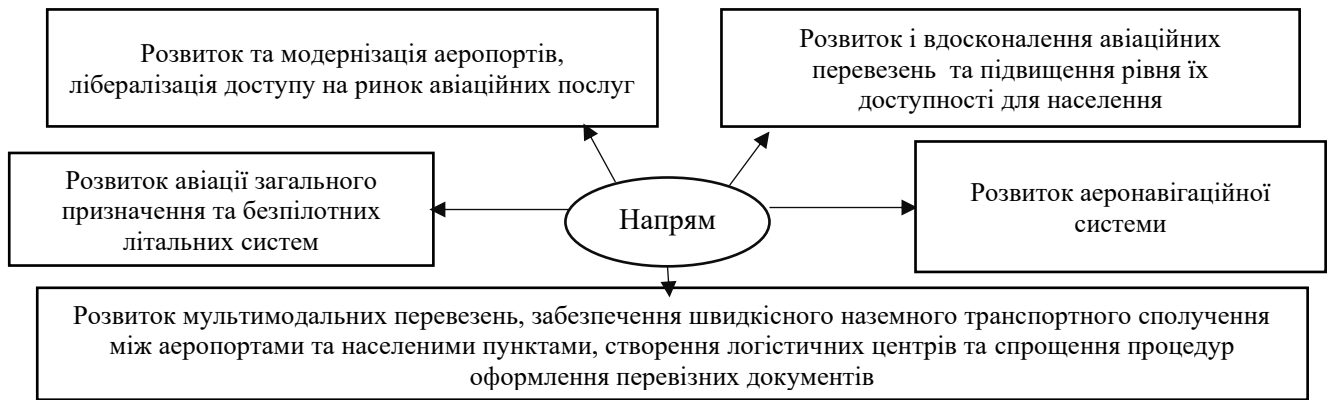 Розвиток та модернізація аеропортів,
лібералізація доступу на ринок авіаційних послуг
Розвиток і вдосконалення авіаційних
перевезень та підвищення рівня їх
доступності для населення
Розвиток авіації загального
призначення та безпілотних
літальних систем
Напрям
Розвиток аеронавігаційної
системи
Розвиток мультимодальних перевезень, забезпечення швидкісного наземного транспортного сполучення
між аеропортами та населеними пунктами, створення логістичних центрів та спрощення процедур
оформлення перевізних документів